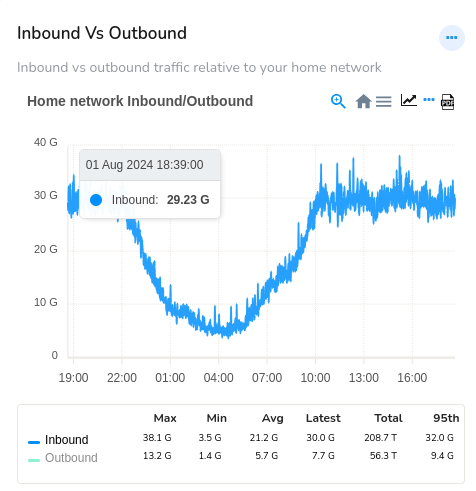 Inbound Vs Outbound
Inbound vs outbound traffic relative to your home network
Home network Inbound/Outbound
PDF
40 G
01 Aug 2024 18:39:00
30 G
Inbound: 29.23 G
20 G
10 G
0
19:00 22:00 01:00 04:00 07:00 10:00 13:00 16:00
Max Min Avg Latest Total 95th
Inbound 38.1 G 3.5 G 21.2 G 30.0 G 208.7 T 32.0 G
Outbound 13.2 G 1.4 G 5.7 G 7.7 G 56.3 T 9.4 G